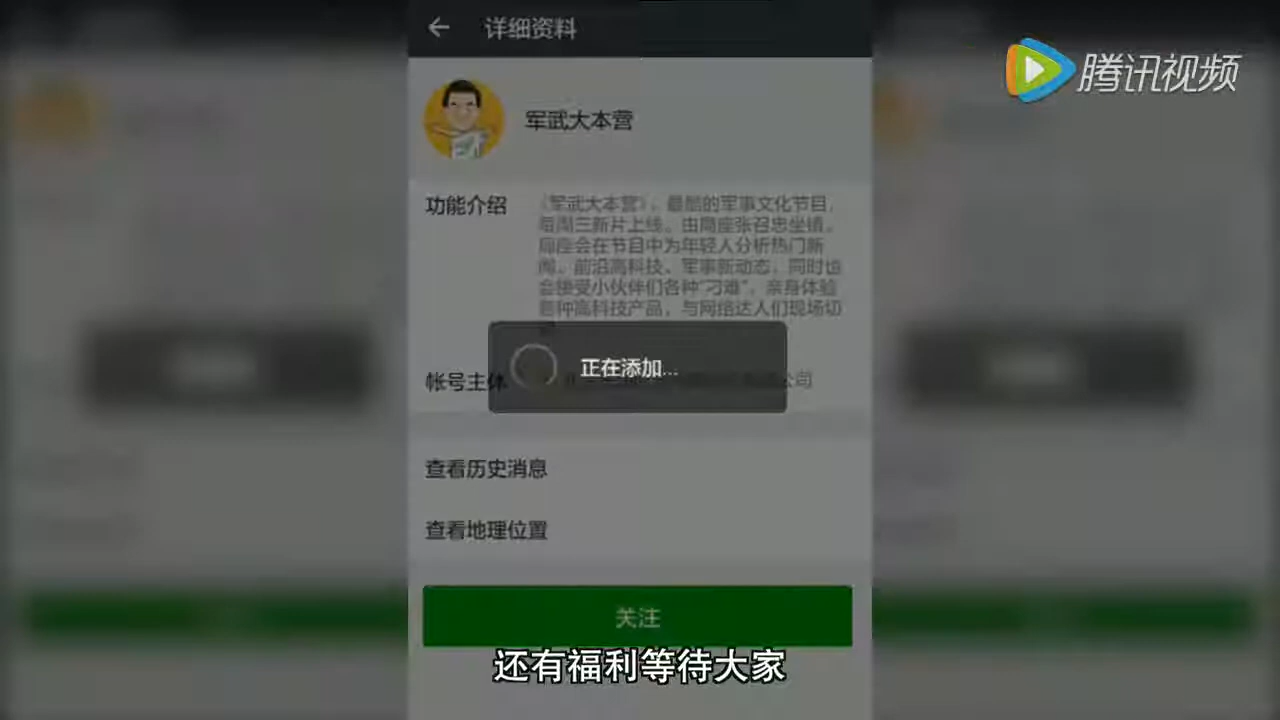 详细资料
腾讯视频
军武大本营
功能介绍
《军武大本营》，最酷的军事文化节目，
每周三新片上线。由局座张召忠坐镇，
局座会在节目中为年轻人分析热门新
闻、前沿高科技、军事新动态，同时也
会接受小伙伴们各种“刁难”，亲身体验
各种高科技产品，与网络达人们现场切
正在添加...
帐号主体
公司
查看历史消息
查看地理位置
关注
还有福利等待大家